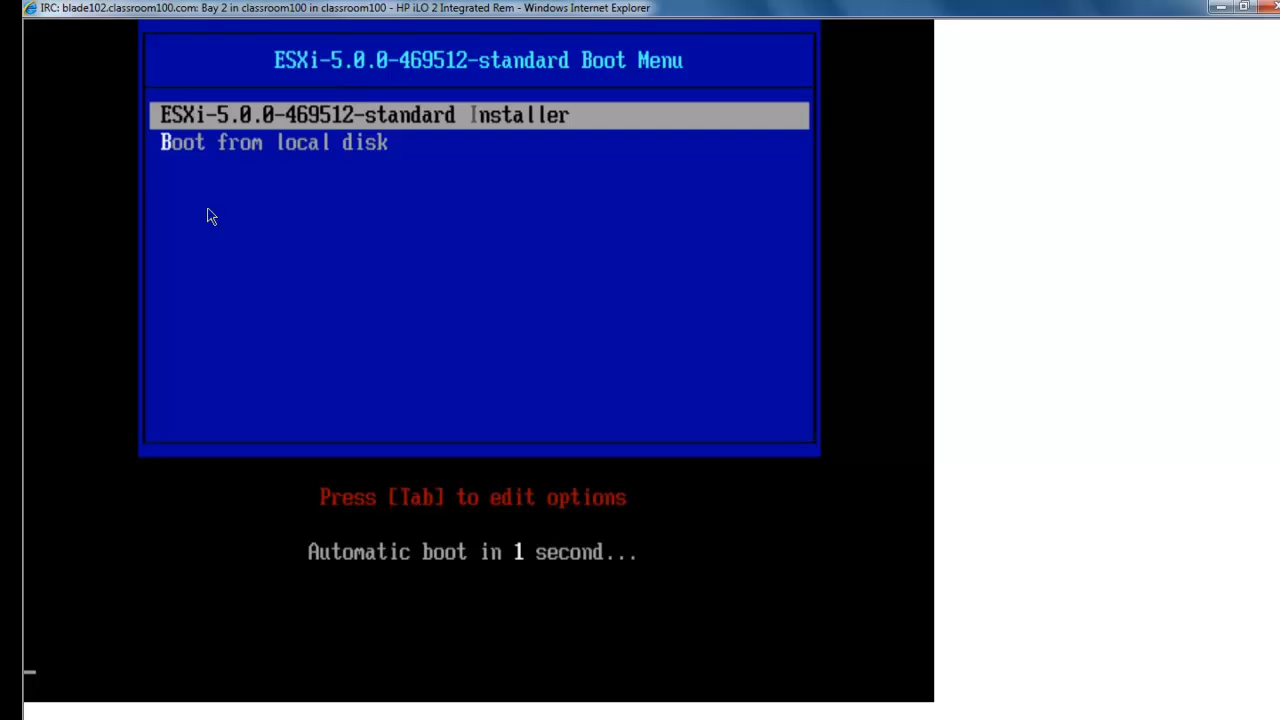 IRC: blade102.classroom100.com: Bay 2 in classroom100 in classroom100 - HP iLO 2 Integrated Rem - Windows Internet Explorer
ESXi-5.0.0-469512-standard Boot Menu
ESXi-5.0.0-469512-standard Installer
Boot from local disk
Press [Tab] to edit options
Automatic boot in 1 second...